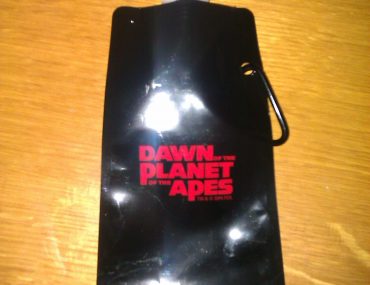 DAWN OF THE
PLANET
OF THE APES